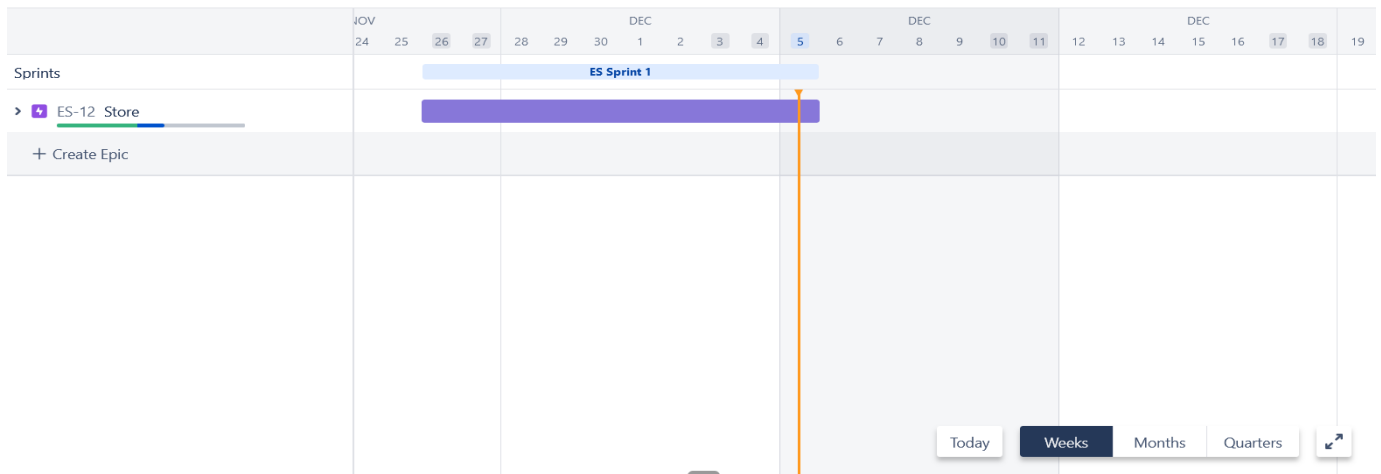 NOV DEC DEC DEC
24 25 26 27 28 29 30 1 2 3 4 5 6 7 8 9 10 11 12 13 14 15 16 17 18 19
Sprints ES Sprint 1
ES-12 Store
+ Create Epic
Today Weeks Months Quarters